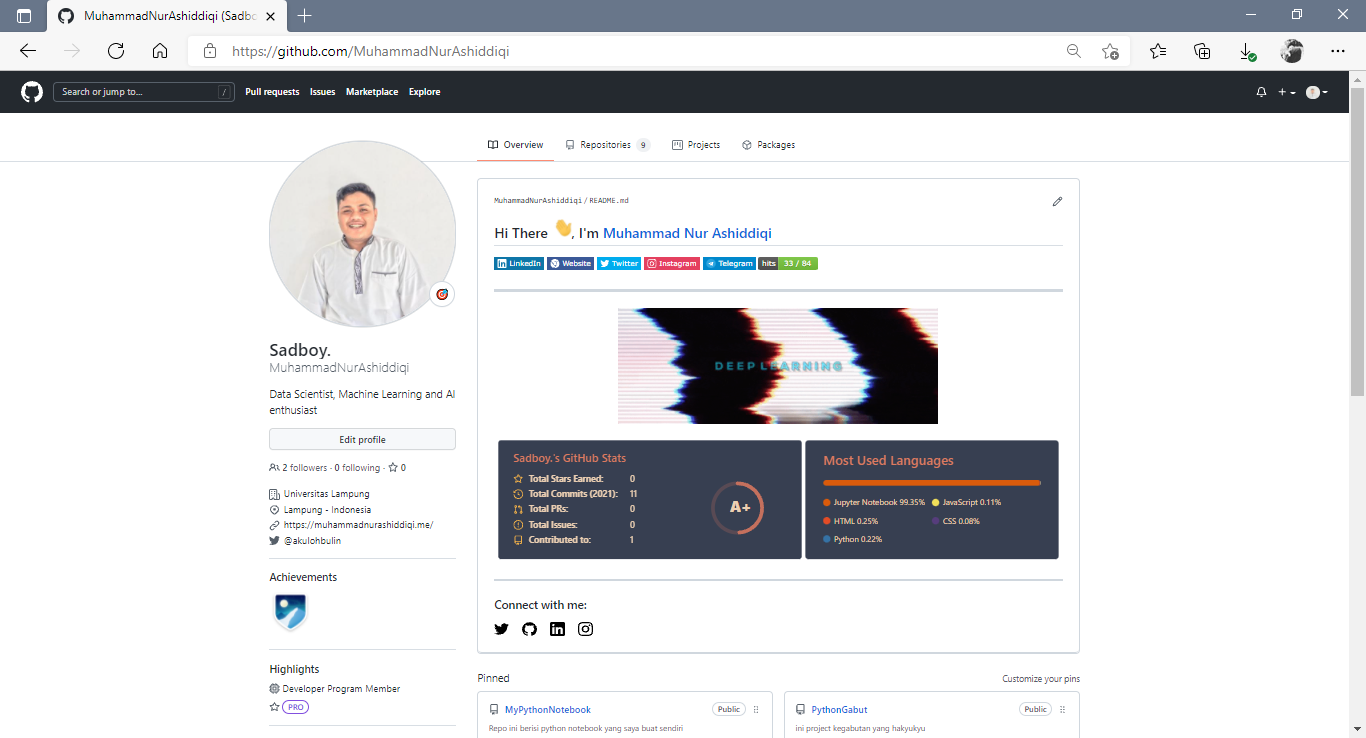 MuhammadNurAshiddiqi (Sadbo
https://github.com/MuhammadNurAshiddiqi
Search or jump to... /
Pull requests Issues Marketplace Explore
Overview Repositories 9 Projects Packages
MuhammadNurAshiddiqi / README.md
Hi There 👋, I'm Muhammad Nur Ashiddiqi
LinkedIn Website Twitter Instagram Telegram hits 33 / 84
DEEP LEARNING
Sadboy.
MuhammadNurAshiddiqi
Data Scientist, Machine Learning and AI
enthusiast
Edit profile
2 followers · 0 following · 0
Universitas Lampung
Lampung - Indonesia
https://muhammadnurashiddiqi.me/
@akulohbulin
Achievements
Highlights
Developer Program Member
PRO
Sadboy.'s GitHub Stats
Total Stars Earned: 0
Total Commits (2021): 11
Total PRs: 0
Total Issues: 0
Contributed to: 1
A+
Most Used Languages
Jupyter Notebook 99.35% JavaScript 0.11%
HTML 0.25% CSS 0.08%
Python 0.22%
Connect with me:
Pinned Customize your pins
MyPythonNotebook Public
Repo ini berisi python notebook yang saya buat sendiri
PythonGabut Public
ini project kegabutan yang hakyukyu